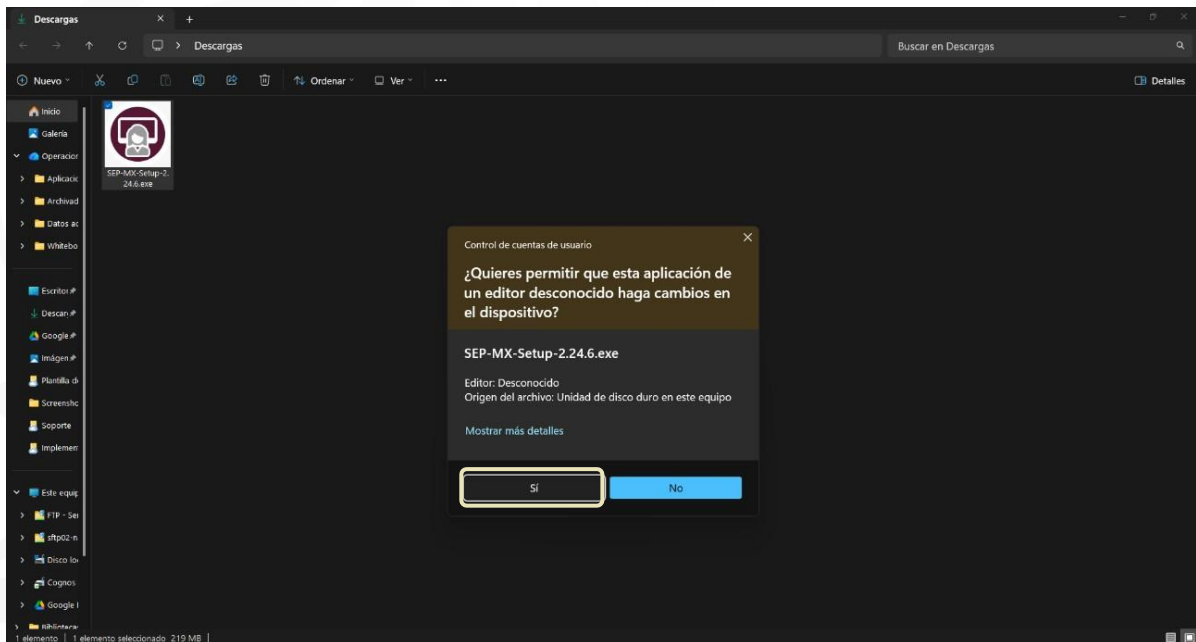 Descargas
Descargas
Buscar en Descargas
Nuevo
Ordenar
Ver
Detalles
Inicio
Galería
Operacior
Aplicacic
Archivad
Datos ac
Whitebo
Escritor
Descar
Google
Imágen
Plantilla d
Screensho
Soporte
Implemen
Este equip
FTP - Ser
sftp02-n
Disco lo
Cognos
Google
Biblioteca
SEP-MX-Setup-2.
24.6.exe
Control de cuentas de usuario
¿Quieres permitir que esta aplicación de
un editor desconocido haga cambios en
el dispositivo?
SEP-MX-Setup-2.24.6.exe
Editor: Desconocido
Origen del archivo: Unidad de disco duro en este equipo
Mostrar más detalles
Sí
No
1 elemento
1 elemento seleccionado 219 MB